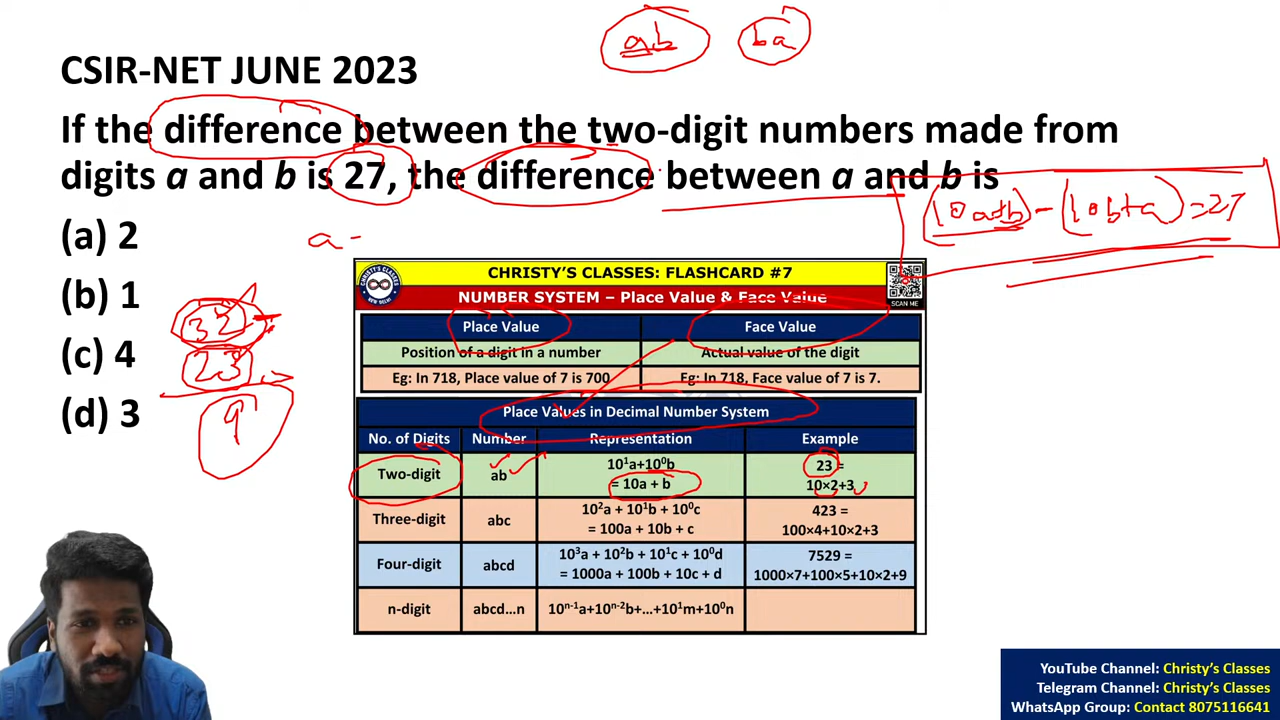 ab ba
CSIR-NET JUNE 2023
If the difference between the two-digit numbers made from
digits a and b is 27, the difference between a and b is
(10a+b) - (10b+a) = 27
(a) 2
a -
(b) 1
32 -
23
9
(c) 4
(d) 3
CHRISTY'S CLASSES
NEW DELHI
CHRISTY'S CLASSES: FLASHCARD #7
SCAN ME
NUMBER SYSTEM – Place Value & Face Value
Place Value Face Value
Position of a digit in a number Actual value of the digit
Eg: In 718, Place value of 7 is 700 Eg: In 718, Face value of 7 is 7.
Place Values in Decimal Number System
No. of Digits Number Representation Example
Two-digit ab 10¹a+10⁰b 23 =
= 10a + b 10×2+3
Three-digit abc 10²a + 10¹b + 10⁰c 423 =
= 100a + 10b + c 100×4+10×2+3
Four-digit abcd 10³a + 10²b + 10¹c + 10⁰d 7529 =
= 1000a + 100b + 10c + d 1000×7+100×5+10×2+9
n-digit abcd...n 10ⁿ⁻¹a+10ⁿ⁻²b+...+10¹m+10⁰n
YouTube Channel: Christy's Classes
Telegram Channel: Christy's Classes
WhatsApp Group: Contact 8075116641